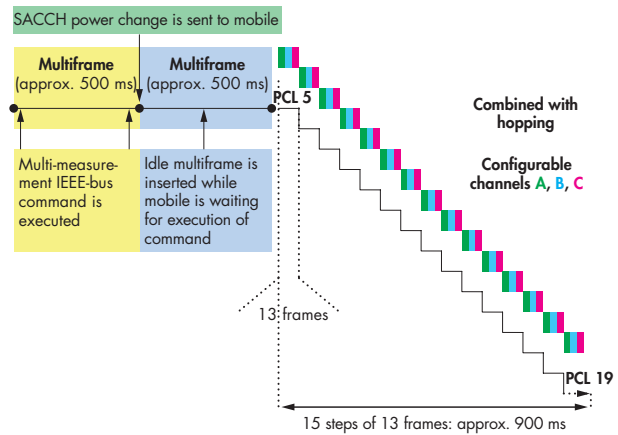 SACCH power change is sent to mobile
Multiframe
(approx. 500 ms)
Multiframe
(approx. 500 ms)
PCL 5
Combined with
hopping
Configurable
channels A, B, C
Multi-measure-
ment IEEE-bus
command is
executed
Idle multiframe is
inserted while
mobile is waiting
for execution of
command
13 frames
PCL 19
15 steps of 13 frames: approx. 900 ms